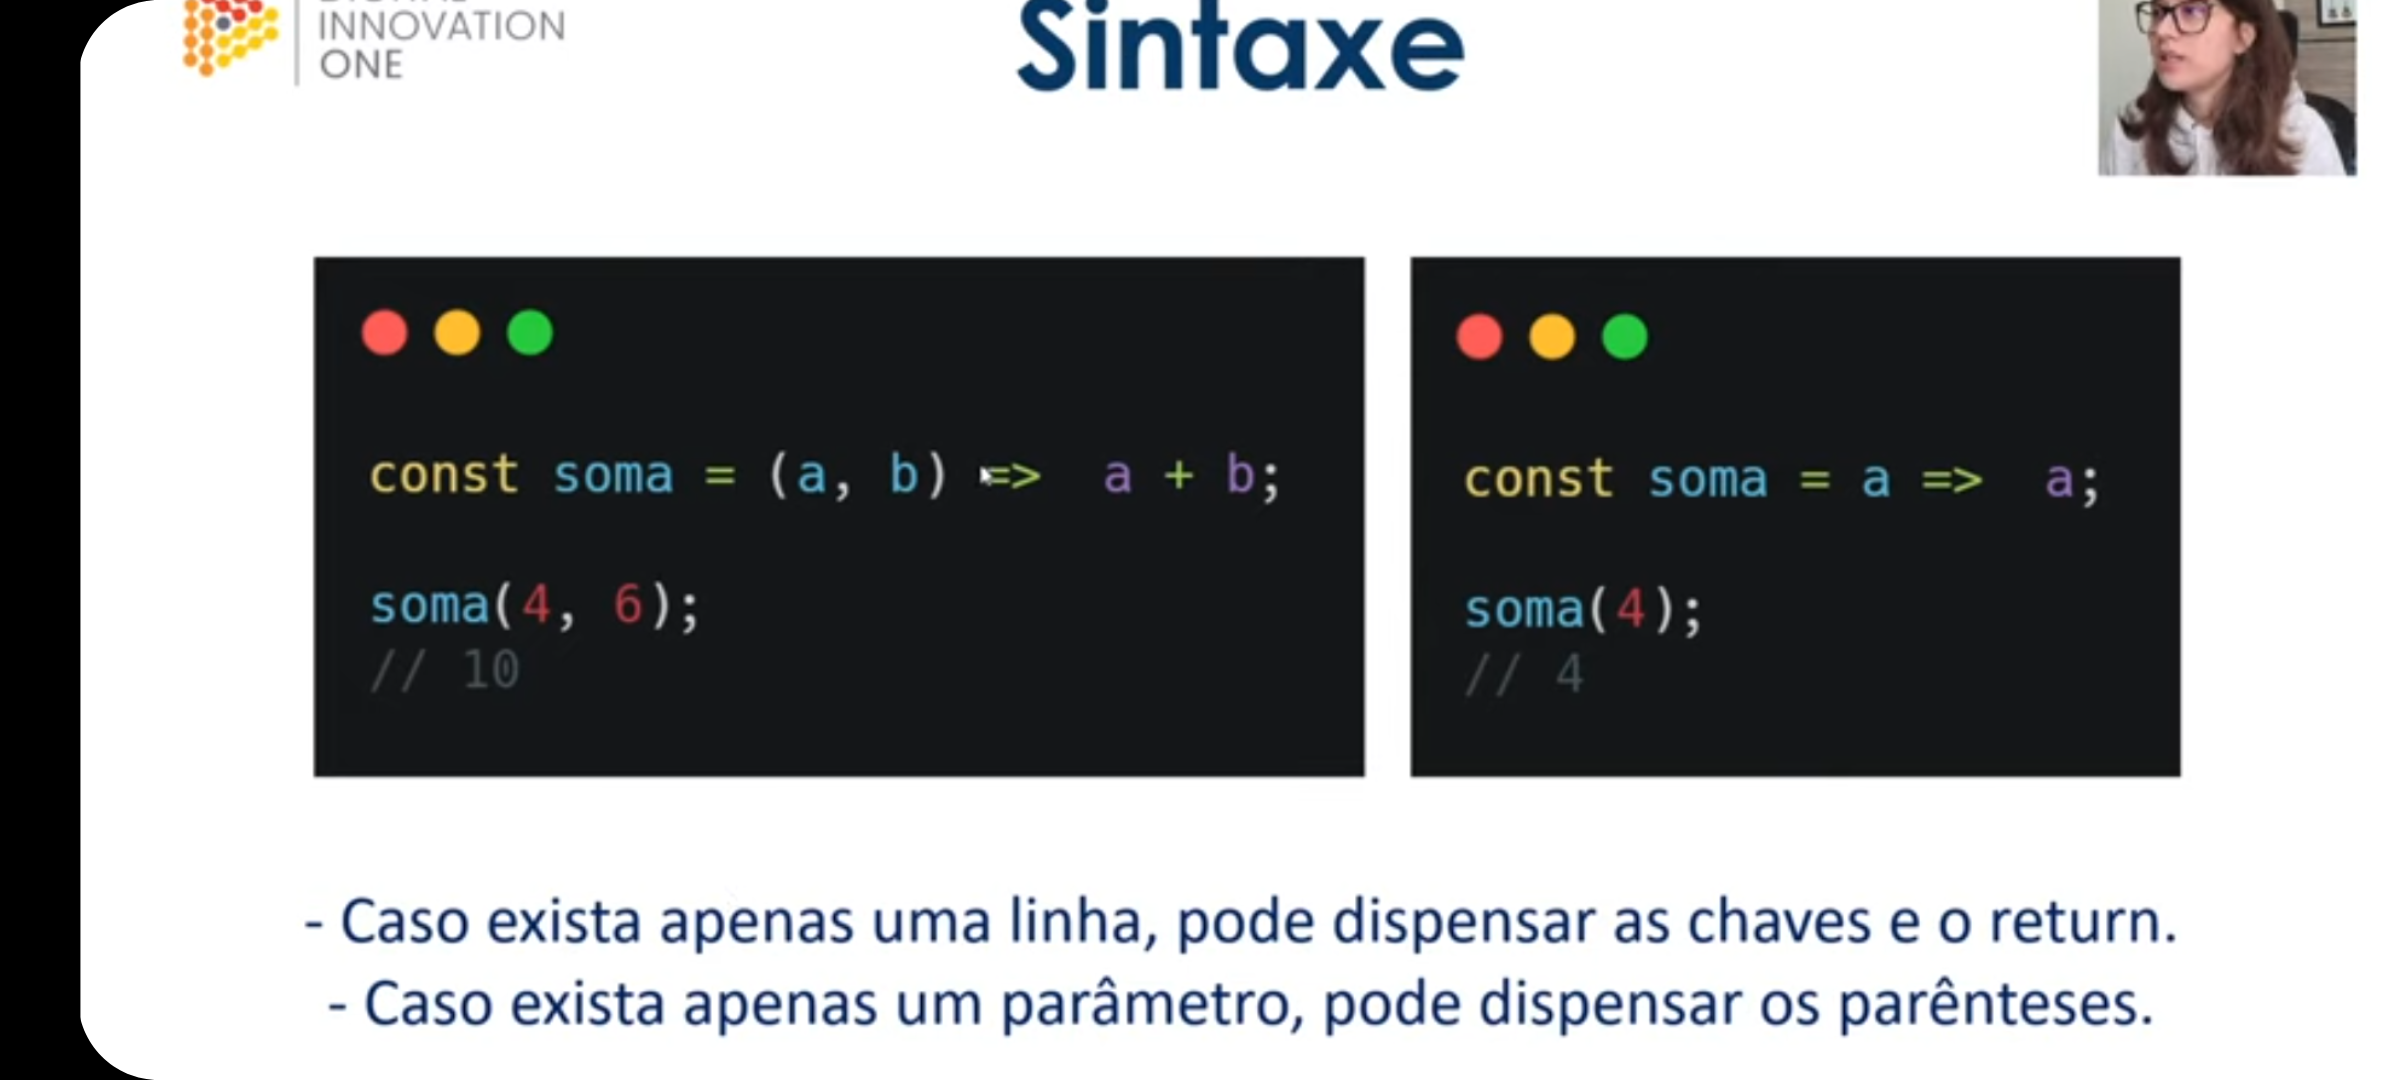 INNOVATION
ONE
Sintaxe
const soma = (a, b) => a + b;
soma(4, 6);
// 10
const soma = a => a;
soma(4);
// 4
- Caso exista apenas uma linha, pode dispensar as chaves e o return.
- Caso exista apenas um parâmetro, pode dispensar os parênteses.